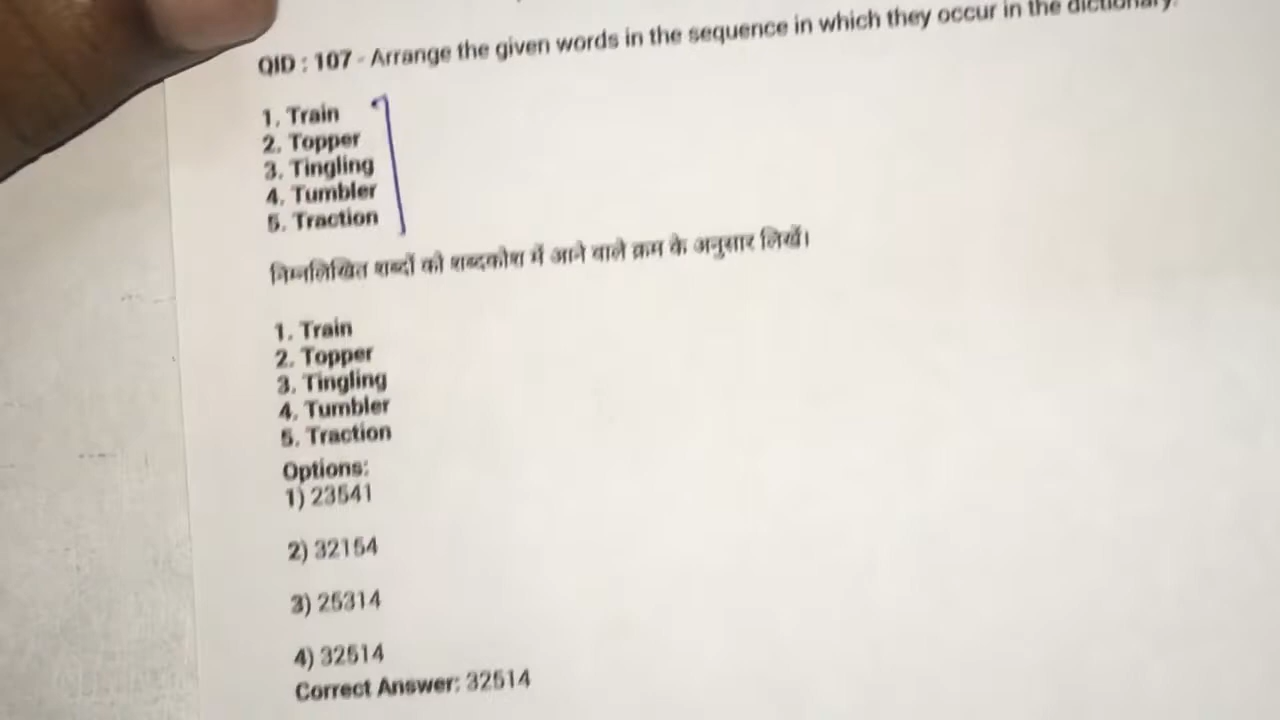 QID : 107 - Arrange the given words in the sequence in which they occur in the dictionary.
1. Train
2. Topper
3. Tingling
4. Tumbler
5. Traction
निम्नलिखित शब्दों को शब्दकोश में आने वाले क्रम के अनुसार लिखें।
1. Train
2. Topper
3. Tingling
4. Tumbler
5. Traction
Options:
1) 23541
2) 32154
3) 25314
4) 32514
Correct Answer: 32514